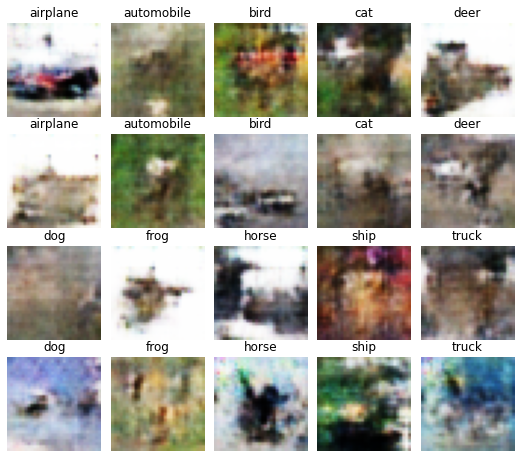 airplane automobile bird cat deer
airplane automobile bird cat deer
dog frog horse ship truck
dog frog horse ship truck